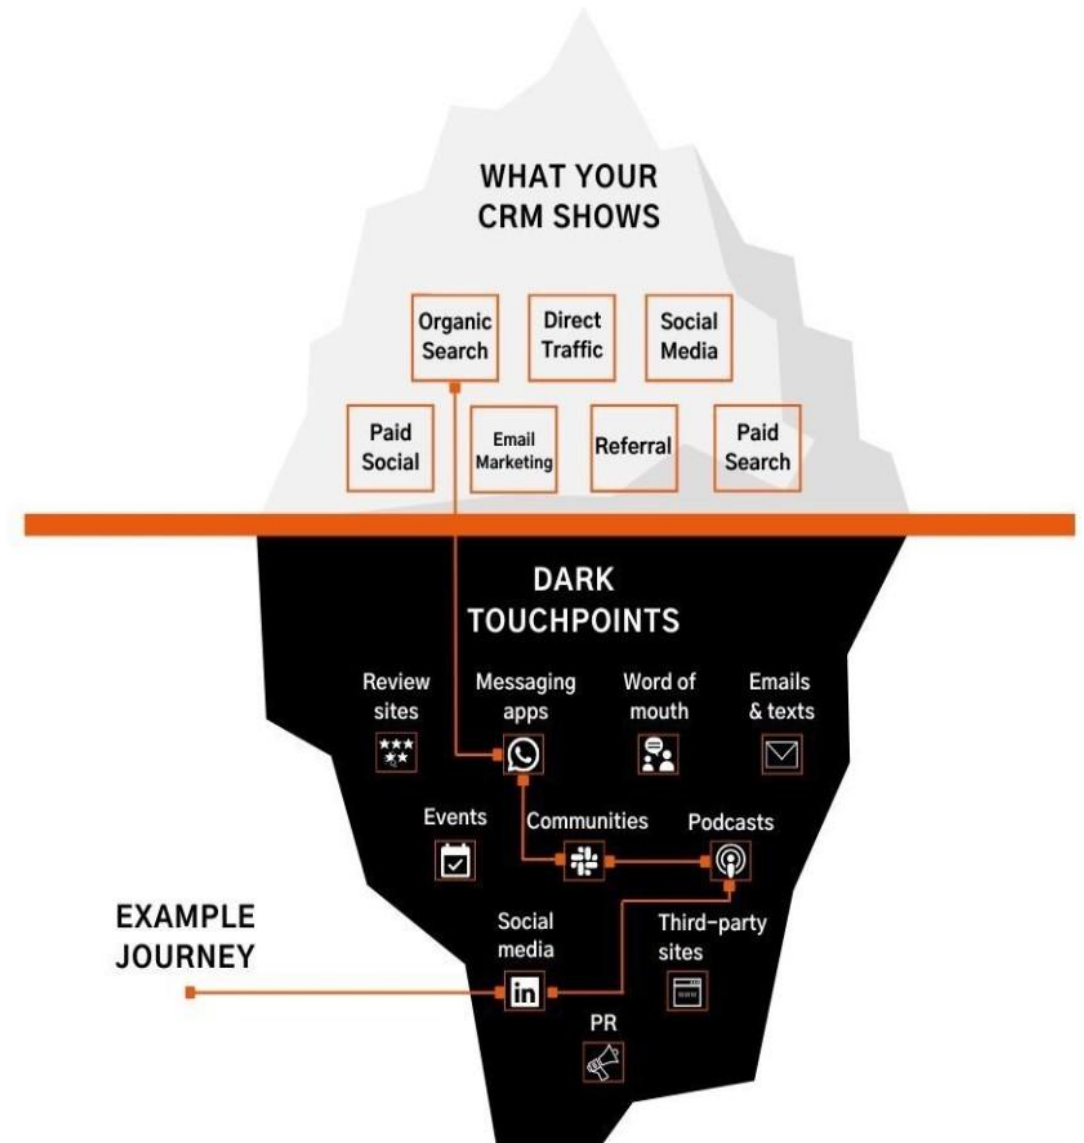 WHAT YOUR
CRM SHOWS
Organic
Search
Direct
Traffic
Social
Media
Paid
Social
Email
Marketing
Referral
Paid
Search
DARK
TOUCHPOINTS
Review
sites
Messaging
apps
Word of
mouth
Emails
& texts
Events
Communities
Podcasts
EXAMPLE
JOURNEY
Social
media
in
Third-party
sites
PR